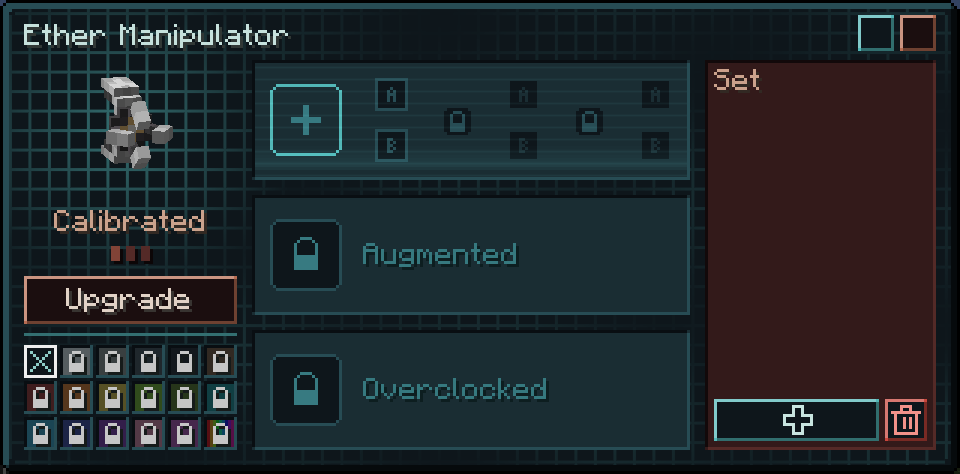 Ether Manipulator
Set
A A A
B B B
Calibrated
Upgrade
Augmented
Overclocked